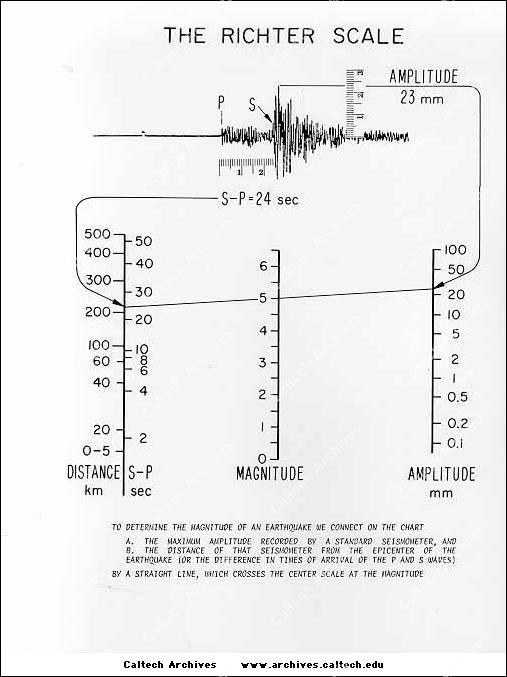 THE RICHTER SCALE
AMPLITUDE
23 mm
P
S
3
2
1
1 2
S-P=24 sec
500
400
300
200
100
60
40
20
0-5
50
40
30
20
10
8
6
4
2
6
5
4
3
2
1
0
100
50
20
10
5
2
1
0.5
0.2
0.1
DISTANCE S-P
km sec
MAGNITUDE
AMPLITUDE
mm
TO DETERMINE THE MAGNITUDE OF AN EARTHQUAKE WE CONNECT ON THE CHART
A. THE MAXIMUM AMPLITUDE RECORDED BY A STANDARD SEISMOMETER, AND
B. THE DISTANCE OF THAT SEISMOMETER FROM THE EPICENTER OF THE
EARTHQUAKE (OR THE DIFFERENCE IN TIMES OF ARRIVAL OF THE P AND S WAVES)
BY A STRAIGHT LINE, WHICH CROSSES THE CENTER SCALE AT THE MAGNITUDE
Caltech Archives www.archives.caltech.edu